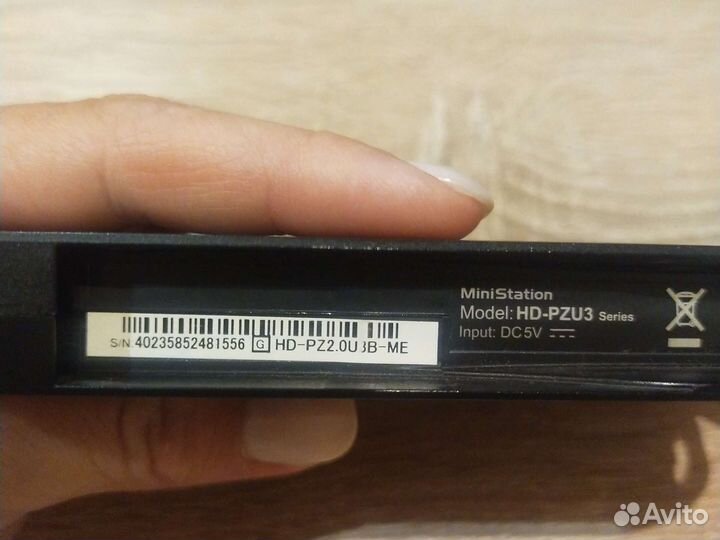 MiniStation
Model: HD-PZU3 Series
Input: DC5V
S/N 40235852481556 G HD-PZ2.0U3B-ME
Avito